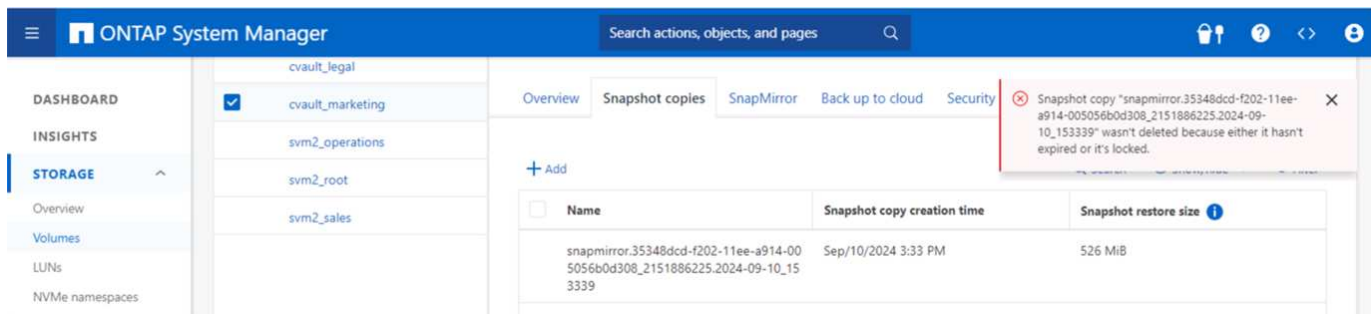 ONTAP System Manager
Search actions, objects, and pages
DASHBOARD
INSIGHTS
STORAGE
Overview
Volumes
LUNs
NVMe namespaces
cvault_legal
cvault_marketing
svm2_operations
svm2_root
svm2_sales
Overview Snapshot copies SnapMirror Back up to cloud Security
Snapshot copy "snapmirror.35348dcd-f202-11ee-
a914-005056b0d308_2151886225.2024-09-
10_153339" wasn't deleted because either it hasn't
expired or it's locked.
Add
Name Snapshot copy creation time Snapshot restore size
snapmirror.35348dcd-f202-11ee-a914-00
5056b0d308_2151886225.2024-09-10_15
3339
Sep/10/2024 3:33 PM
526 MiB